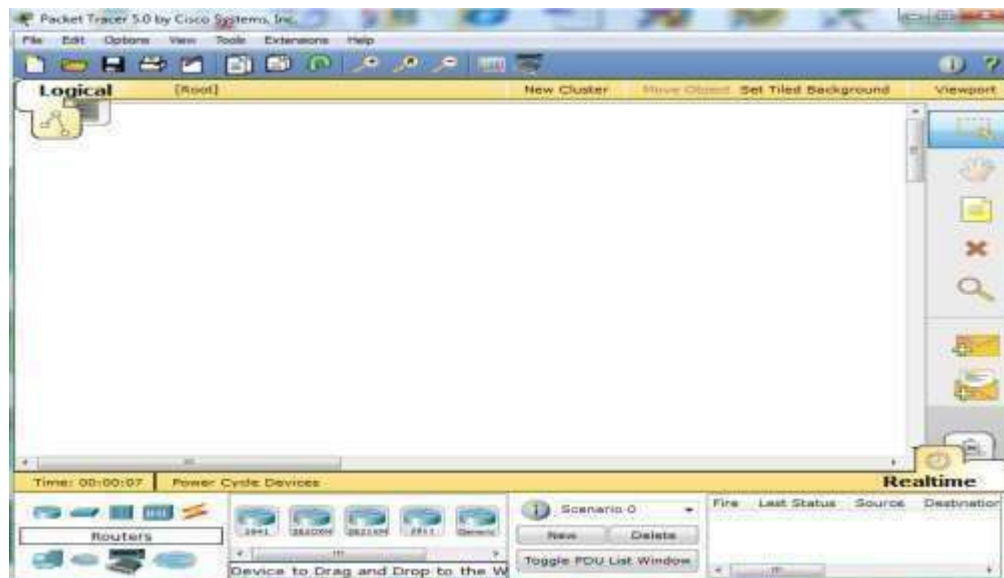 Packet Tracer 5.0 by Cisco Systems, Inc.
File Edit Options View Tools Extensions Help
Logical [Root] New Cluster Move Object Set Tiled Background Viewport
Time: 00:00:07 Power Cycle Devices Realtime
Routers
1841 2620XM 2621XM 2811 Generic
Device to Drag and Drop to the W
Scenario 0
New Delete
Toggle PDU List Window
Fire Last Status Source Destination